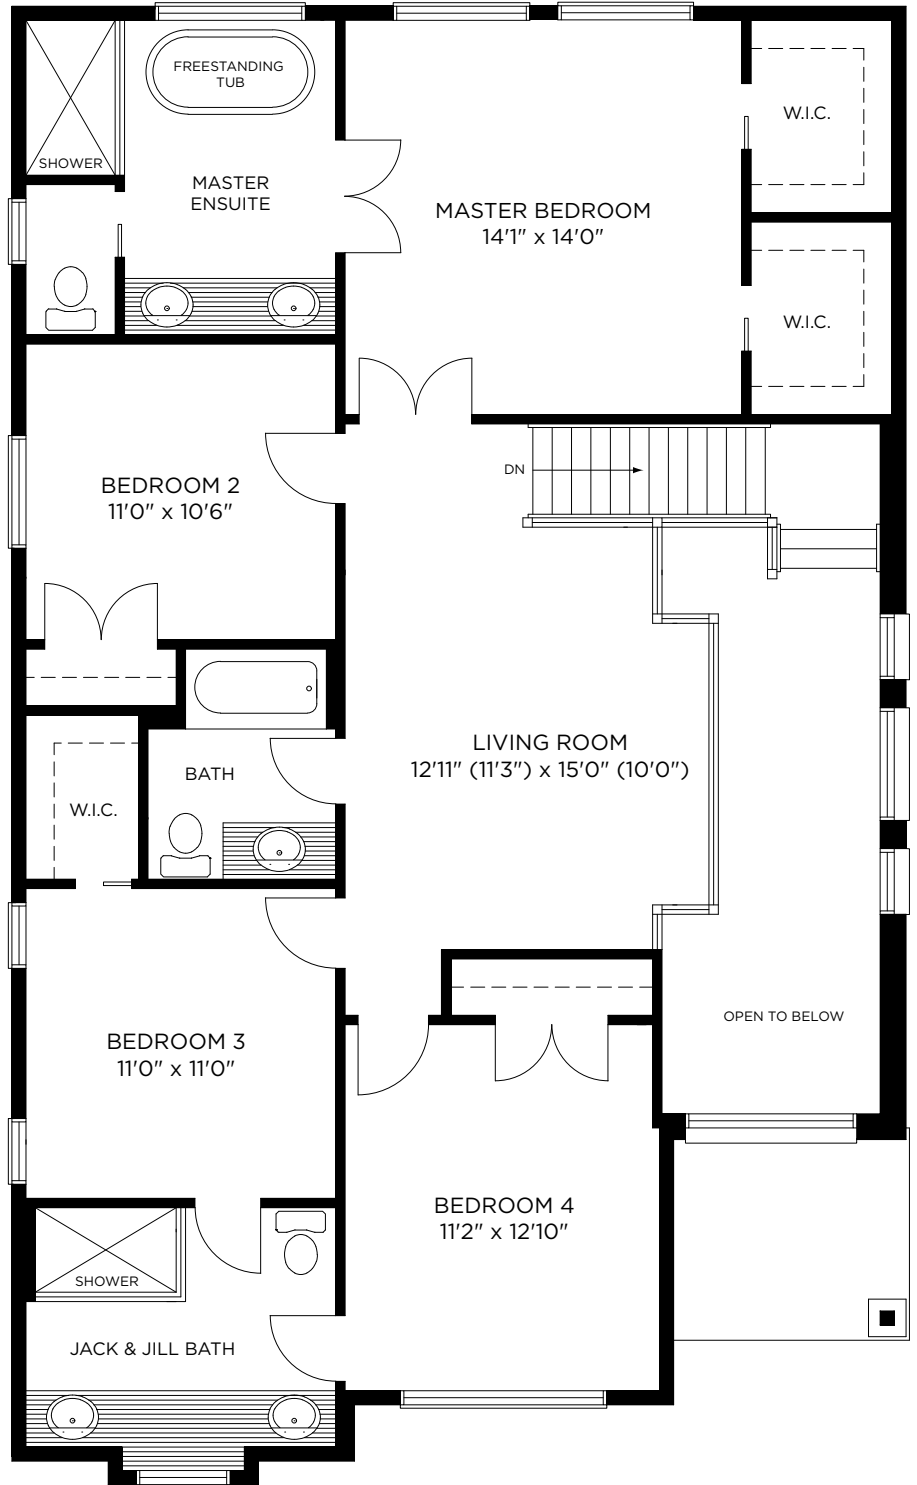 FREESTANDING
TUB
W.I.C.
SHOWER
MASTER
ENSUITE
MASTER BEDROOM
14'1" x 14'0"
W.I.C.
DN
BEDROOM 2
11'0" x 10'6"
LIVING ROOM
12'11" (11'3") x 15'0" (10'0")
BATH
W.I.C.
OPEN TO BELOW
BEDROOM 3
11'0" x 11'0"
BEDROOM 4
11'2" x 12'10"
SHOWER
JACK & JILL BATH